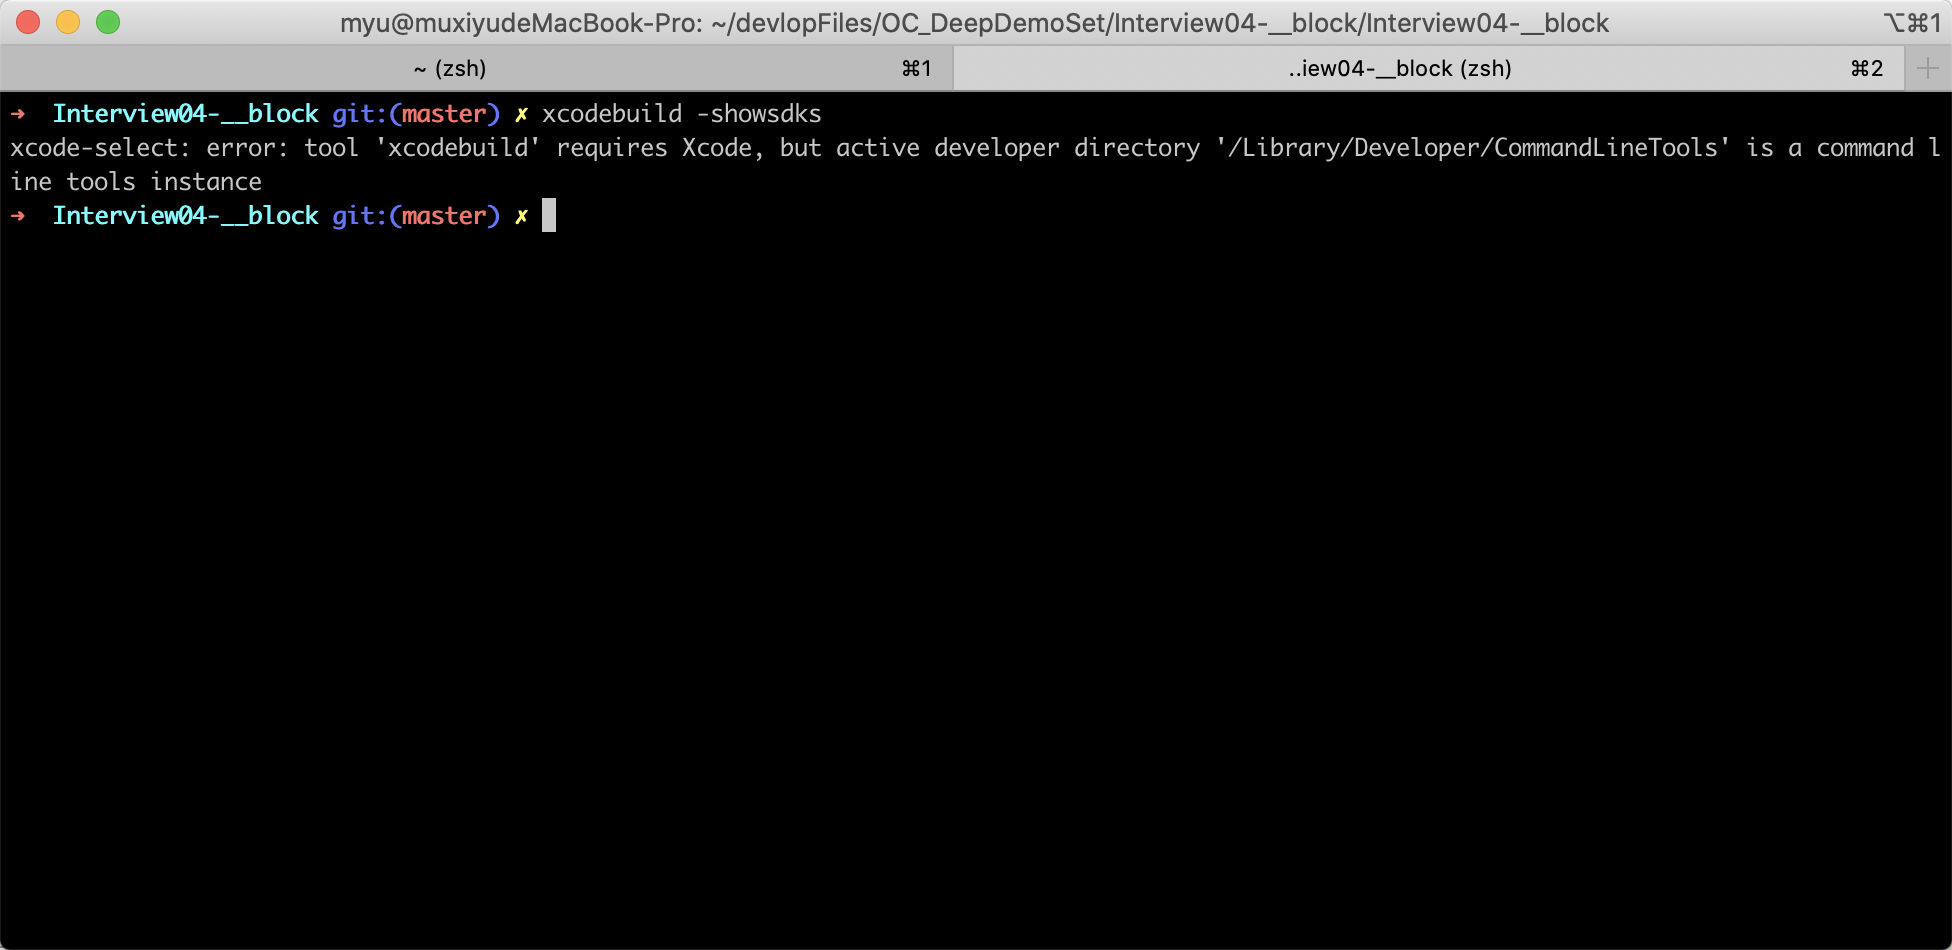 myu@muxiyudeMacBook-Pro: ~/devlopFiles/OC_DeepDemoSet/Interview04-__block/Interview04-__block ⌥⌘1
~ (zsh) ⌘1 ..iew04-__block (zsh) ⌘2 +
➜ Interview04-__block git:(master) ✗ xcodebuild -showsdks
xcode-select: error: tool 'xcodebuild' requires Xcode, but active developer directory '/Library/Developer/CommandLineTools' is a command l
ine tools instance
➜ Interview04-__block git:(master) ✗